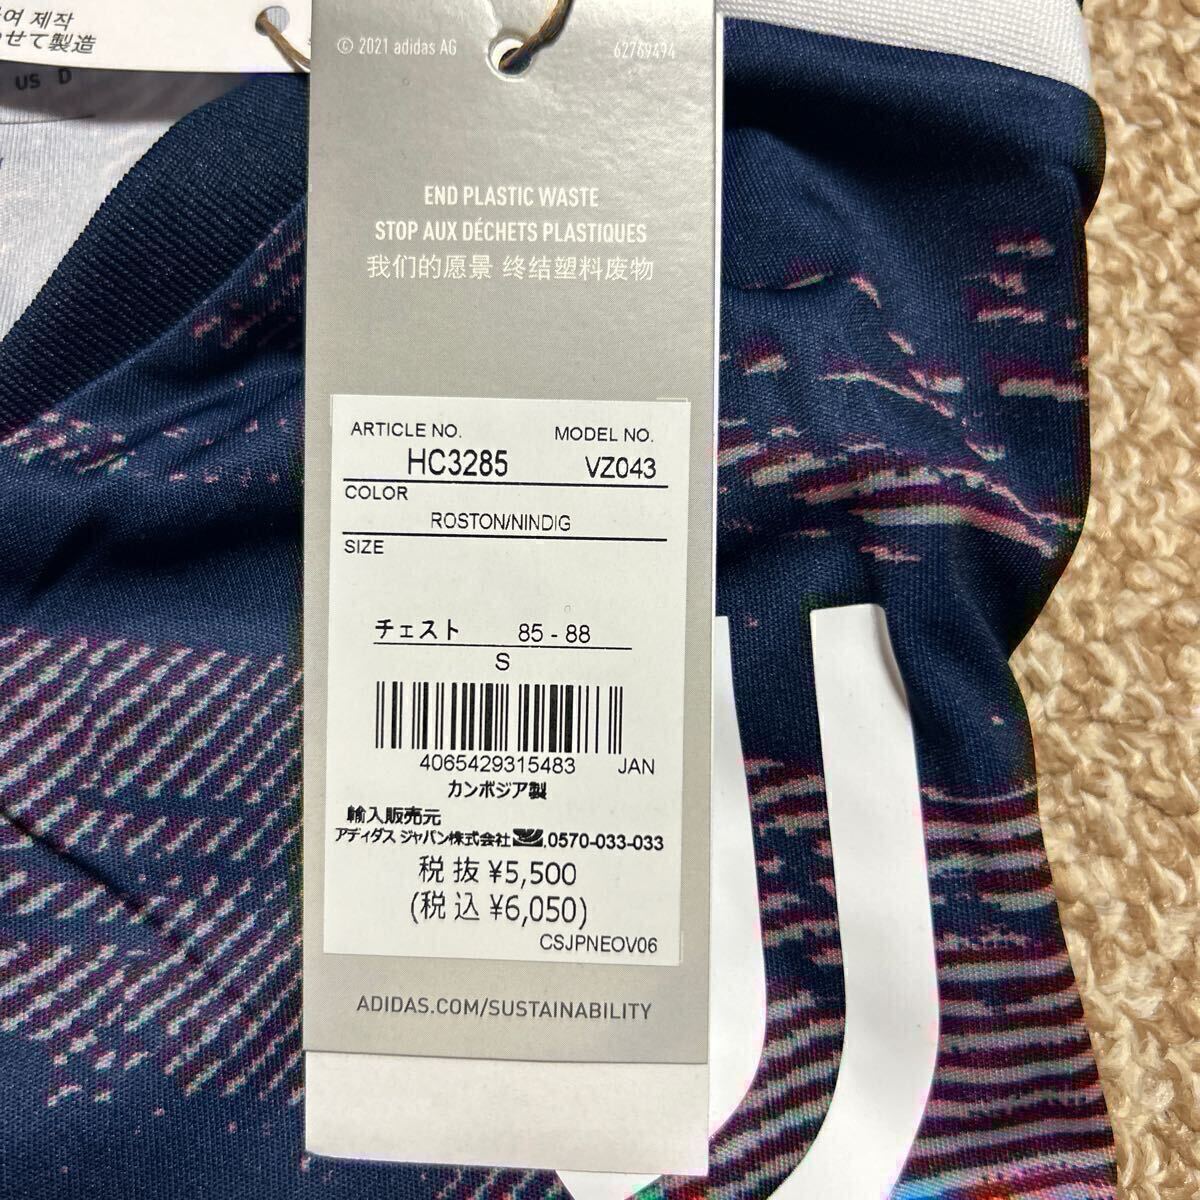 여 제작
わせて製造
US D
© 2021 adidas AG
62769494
END PLASTIC WASTE
STOP AUX DÉCHETS PLASTIQUES
我们的愿景 终结塑料废物
ARTICLE NO. MODEL NO.
HC3285 VZ043
COLOR
ROSTON/NINDIG
SIZE
チェスト 85 - 88
S
4065429315483 JAN
カンボジア製
輸入販売元
アディダス ジャパン株式会社 0570-033-033
税 抜 ¥5,500
(税 込 ¥6,050)
CSJPNEOV06
ADIDAS.COM/SUSTAINABILITY